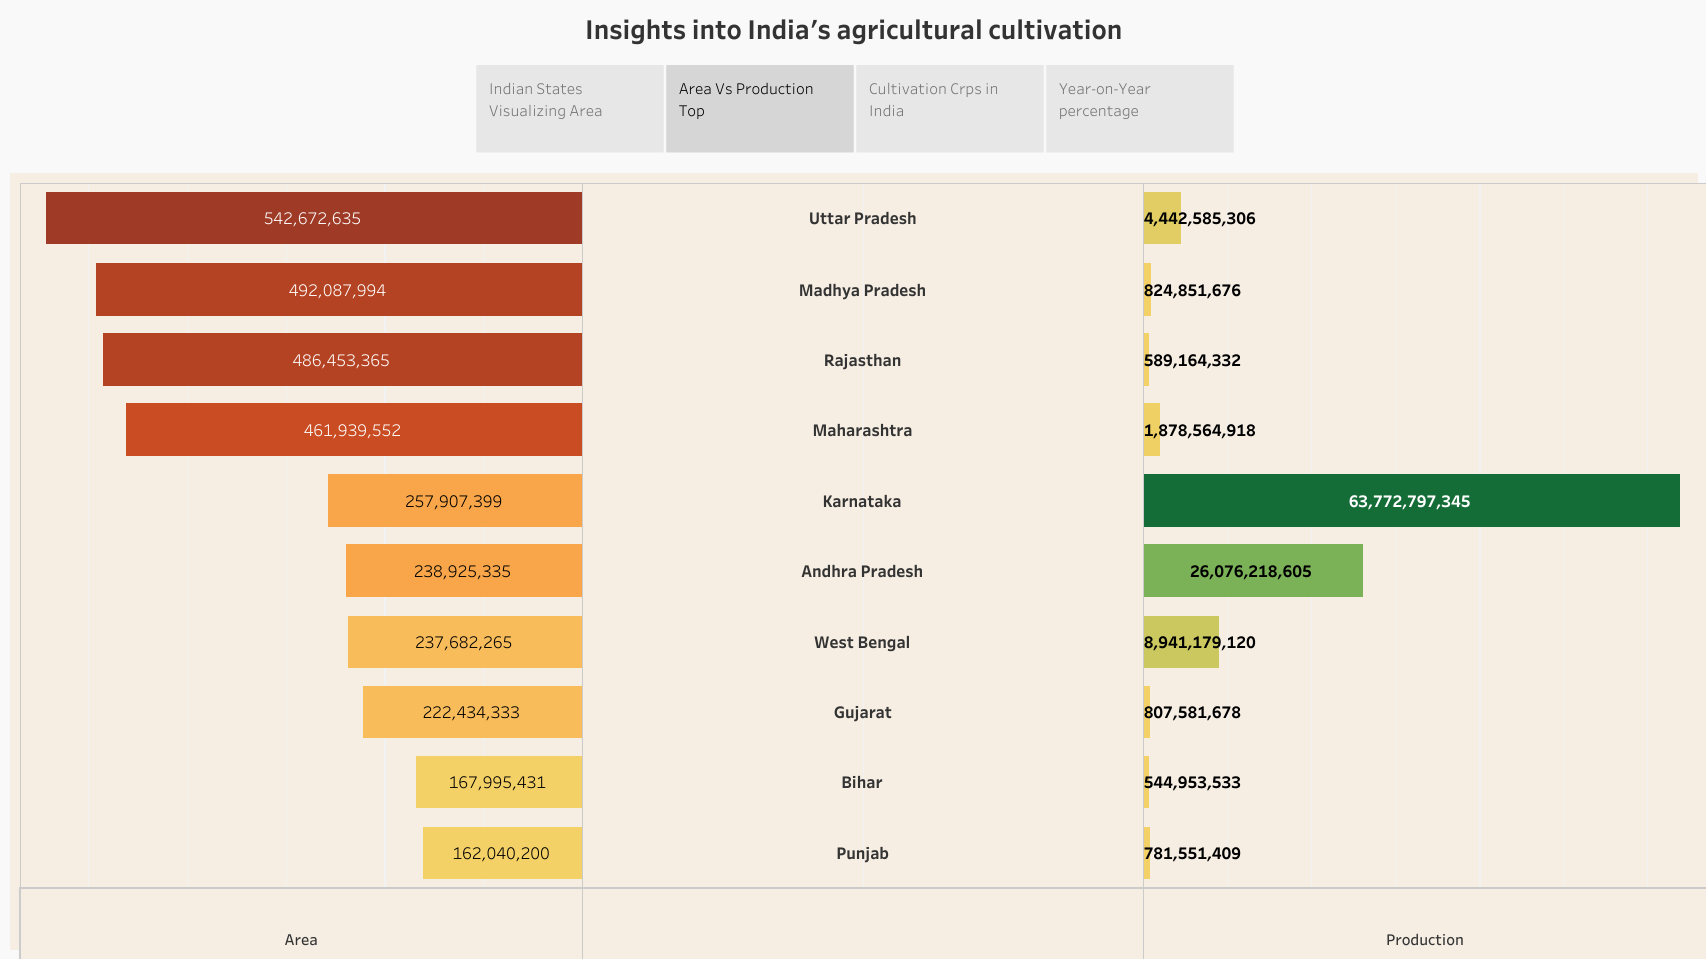 Insights into India’s agricultural cultivation
Indian States
Visualizing Area
Area Vs Production
Top
Cultivation Crps in
India
Year-on-Year
percentage
542,672,635 Uttar Pradesh 4,442,585,306
492,087,994 Madhya Pradesh 824,851,676
486,453,365 Rajasthan 589,164,332
461,939,552 Maharashtra 1,878,564,918
257,907,399 Karnataka 63,772,797,345
238,925,335 Andhra Pradesh 26,076,218,605
237,682,265 West Bengal 8,941,179,120
222,434,333 Gujarat 807,581,678
167,995,431 Bihar 544,953,533
162,040,200 Punjab 781,551,409
Area Production